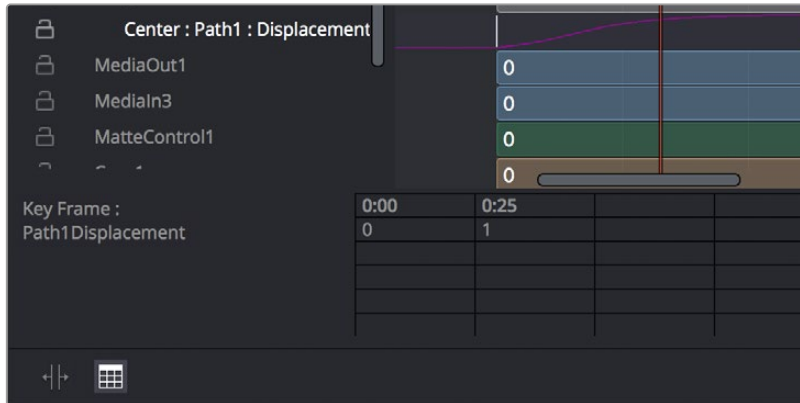 Center : Path1 : Displacement
MediaOut1
0
MediaIn3
0
MatteControl1
0
0
Key Frame :
0:00
0:25
Path1Displacement
0
1